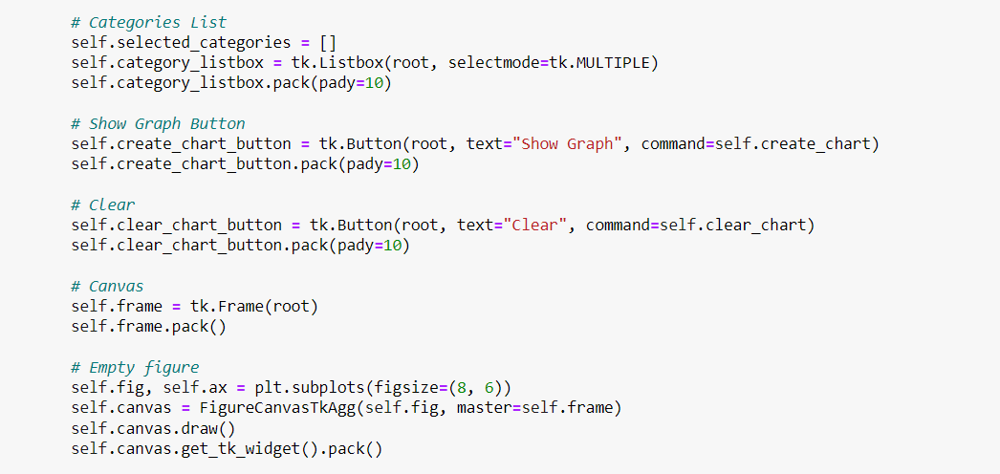 # Categories List
self.selected_categories = []
self.category_listbox = tk.Listbox(root, selectmode=tk.MULTIPLE)
self.category_listbox.pack(pady=10)
# Show Graph Button
self.create_chart_button = tk.Button(root, text="Show Graph", command=self.create_chart)
self.create_chart_button.pack(pady=10)
# Clear
self.clear_chart_button = tk.Button(root, text="Clear", command=self.clear_chart)
self.clear_chart_button.pack(pady=10)
# Canvas
self.frame = tk.Frame(root)
self.frame.pack()
# Empty figure
self.fig, self.ax = plt.subplots(figsize=(8, 6))
self.canvas = FigureCanvasTkAgg(self.fig, master=self.frame)
self.canvas.draw()
self.canvas.get_tk_widget().pack()